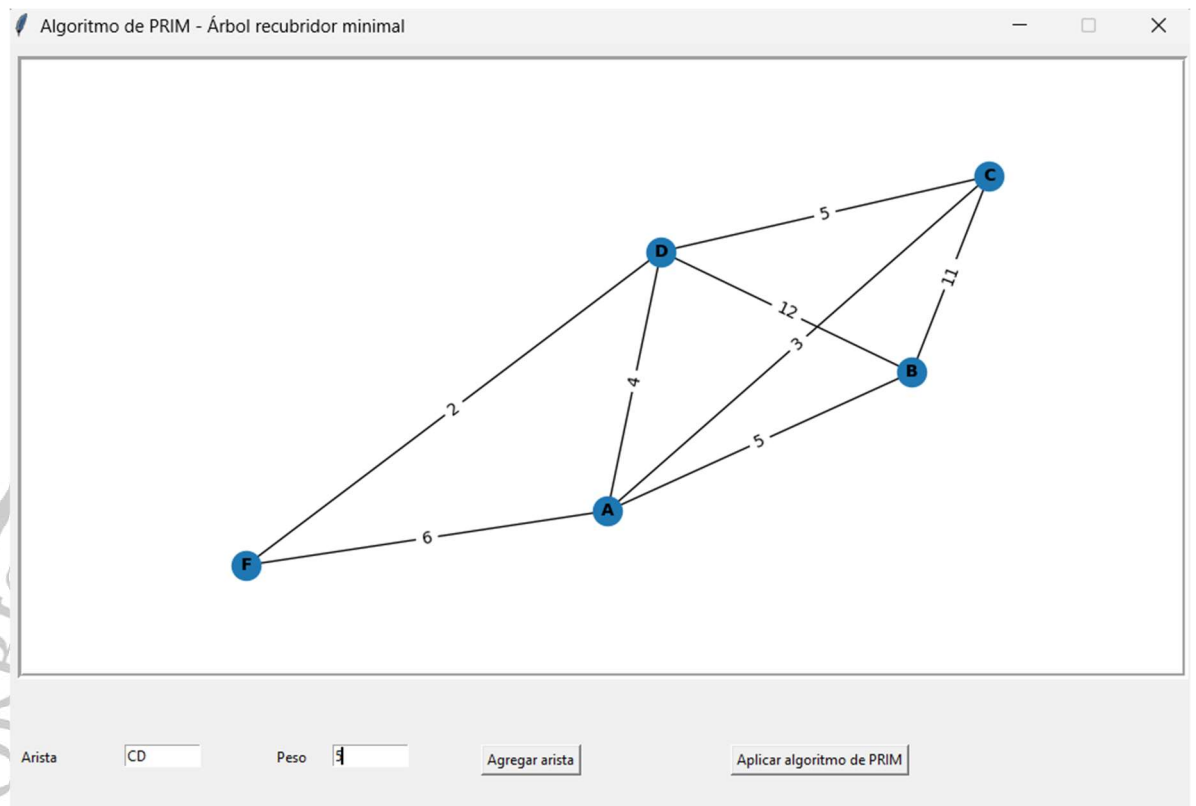 Algoritmo de PRIM - Árbol recubridor minimal
C
5
D
11
12
3
B
4
2
5
A
6
F
Arista CD Peso 5 Agregar arista Aplicar algoritmo de PRIM